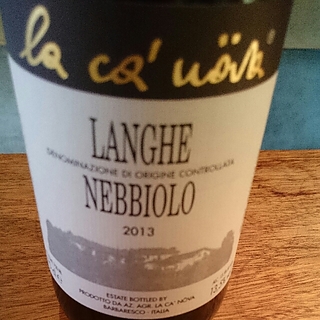 la ca' növa
LANGHE
DENOMINAZIONE DI ORIGINE CONTROLLATA
NEBBIOLO
2013
ESTATE BOTTLED BY
PRODOTTO DA AZ. AGR. LA CA' NOVA
BARBARESCO - ITALIA